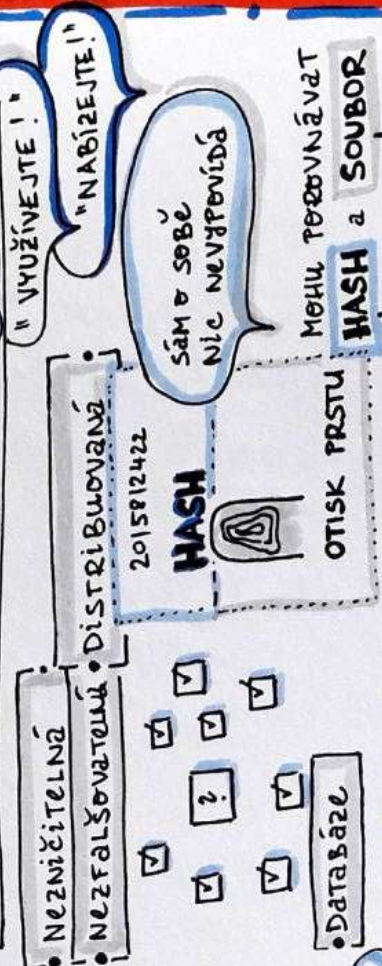 "VYUŽÍVEJTE!"
"NABÍZEJTE!"
• NEZNIČITELNÁ
• NEZFALŠOVATELNÁ
• DISTRIBUOVANÁ
2015812422
HASH
OTISK PRSTU
SÁM O SOBĚ
NIC NEVYPOVÍDÁ
MOHU POROVNÁVAT
HASH a SOUBOR
?
• DATABÁZE